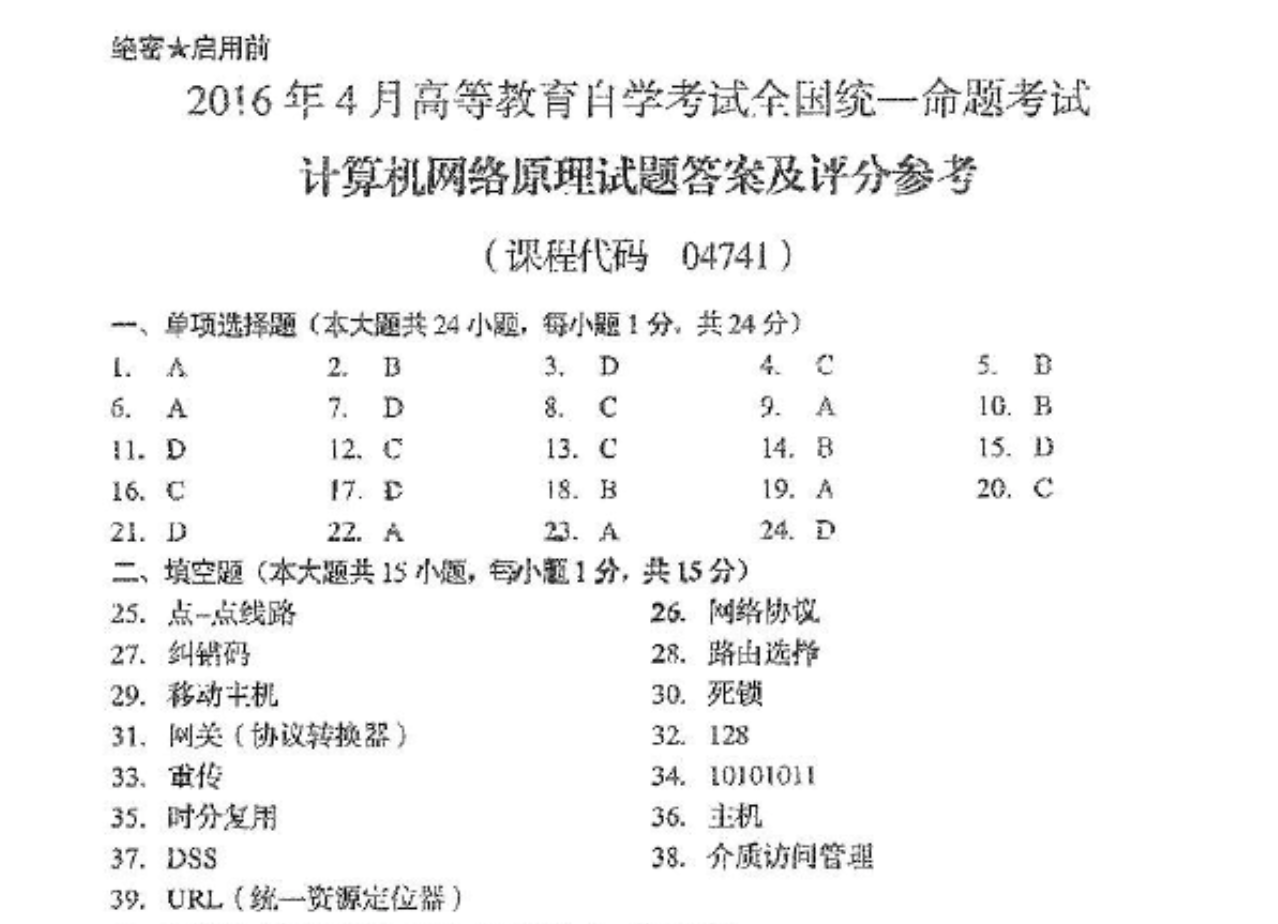 绝密★启用前
2016年4月高等教育自学考试全国统一命题考试
计算机网络原理试题答案及评分参考
（课程代码 04741）
一、单项选择题（本大题共24小题，每小题1分，共24分）
1. A 2. B 3. D 4. C 5. B
6. A 7. D 8. C 9. A 10. B
11. D 12. C 13. C 14. B 15. D
16. C 17. D 18. B 19. A 20. C
21. D 22. A 23. A 24. D
二、填空题（本大题共15小题，每小题1分，共15分）
25. 点-点线路 26. 网络协议
27. 纠错码 28. 路由选择
29. 移动主机 30. 死锁
31. 网关（协议转换器） 32. 128
33. 重传 34. 10101011
35. 时分复用 36. 主机
37. DSS 38. 介质访问管理
39. URL（统一资源定位器）